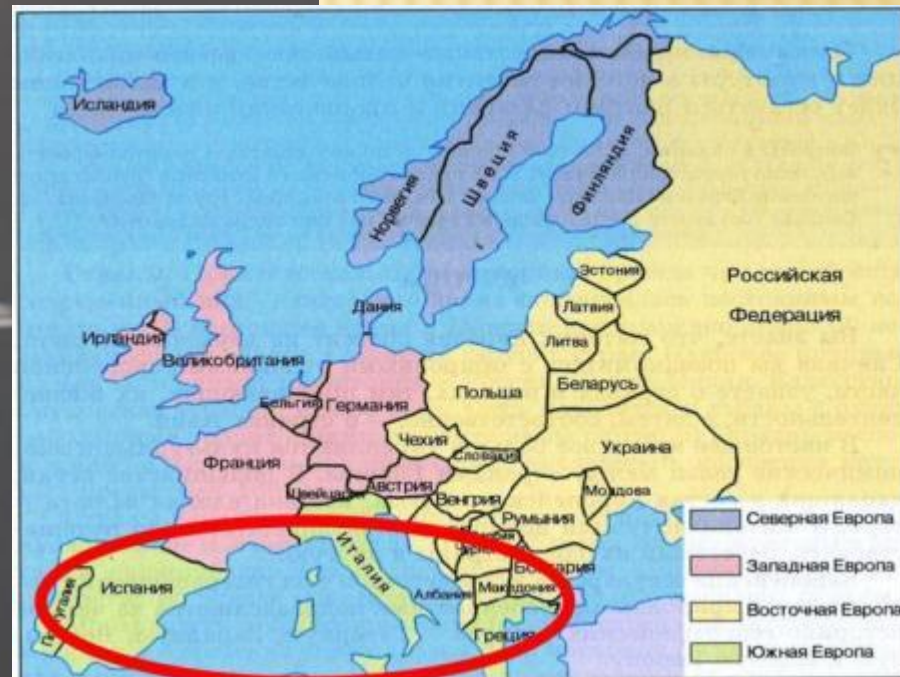 Исландия
Норвегия
Швеция
Финляндия
Эстония
Латвия
Литва
Дания
Российская
Федерация
Ирландия
Великобритания
Беларусь
Польша
Бельгия
Германия
Чехия
Словакия
Украина
Франция
Австрия
Молдова
Венгрия
Румыния
Италия
Испания
Португалия
Болгария
Албания
Македония
Греция
Северная Европа
Западная Европа
Восточная Европа
Южная Европа